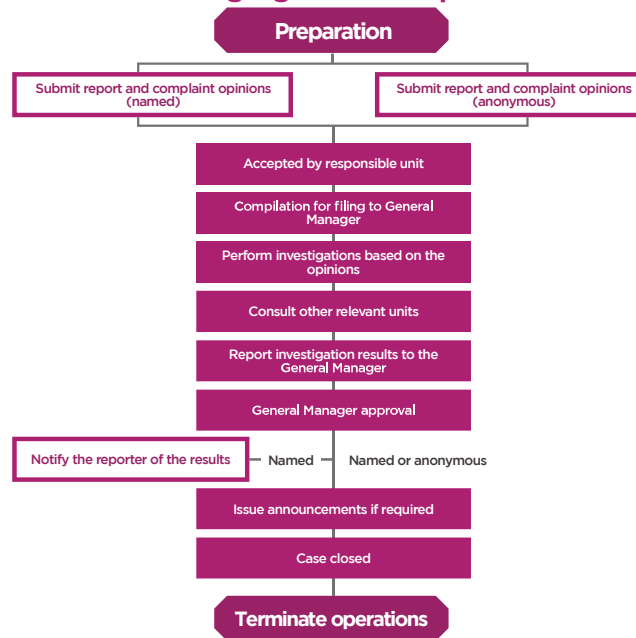 Preparation
Submit report and complaint opinions
(named)
Submit report and complaint opinions
(anonymous)
Accepted by responsible unit
Compilation for filing to General
Manager
Perform investigations based on the
opinions
Consult other relevant units
Report investigation results to the
General Manager
General Manager approval
Notify the reporter of the results
Named
Named or anonymous
Issue announcements if required
Case closed
Terminate operations